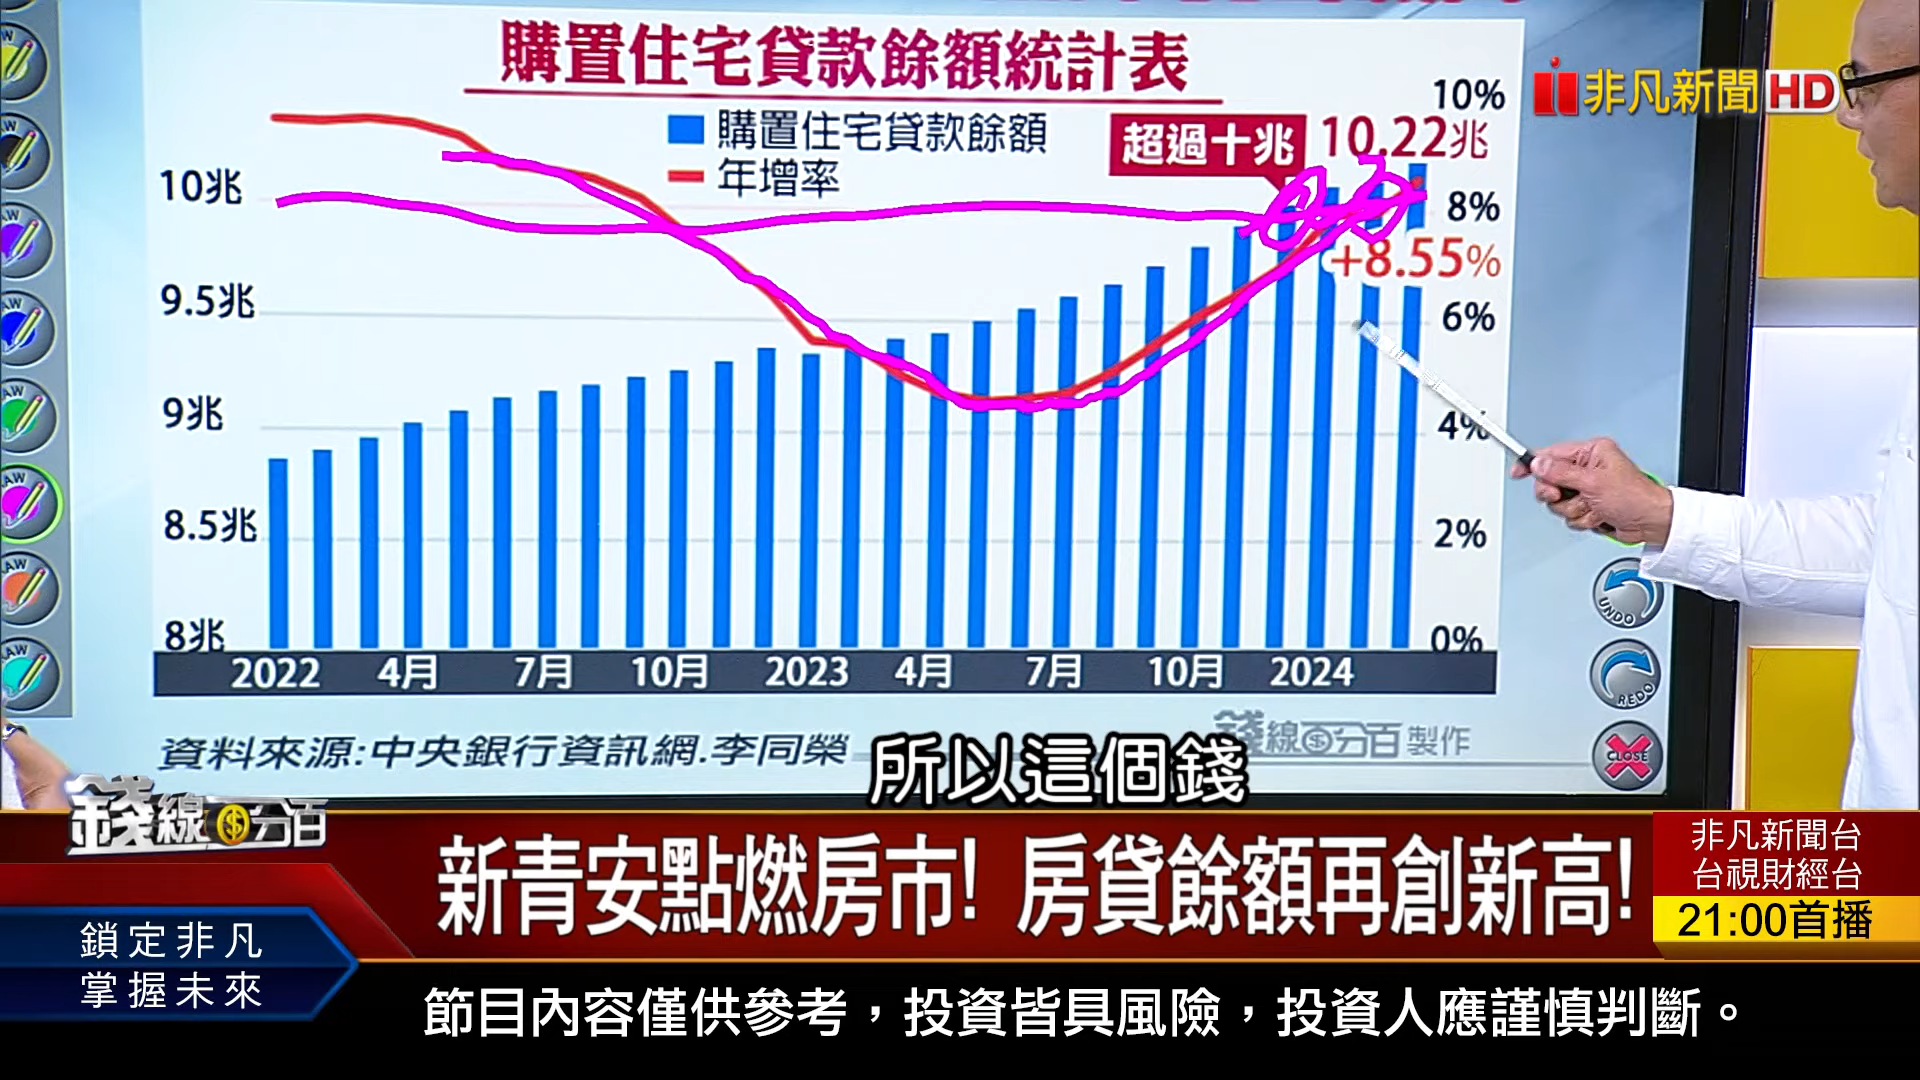 購置住宅貸款餘額統計表
購置住宅貸款餘額
年增率
超過十兆
10.22兆
+8.55%
10兆
9.5兆
9兆
8.5兆
8兆
10%
8%
6%
4%
2%
0%
2022 4月 7月 10月 2023 4月 7月 10月 2024
資料來源:中央銀行資訊網.李同榮
錢線百分百 製作
非凡新聞 HD
AW
AW
AW
AW
AW
AW
UNDO
REDO
CLOSE
所以這個錢
錢線百分百
新青安點燃房市! 房貸餘額再創新高!
非凡新聞台
台視財經台
21:00首播
鎖定非凡
掌握未來
節目內容僅供參考，投資皆具風險，投資人應謹慎判斷。